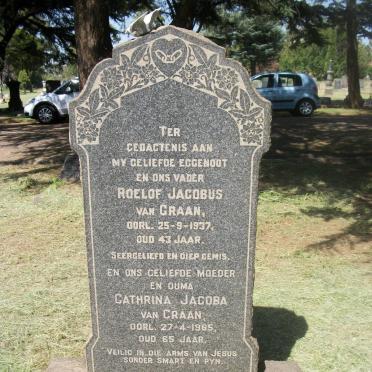 TER
GEDAGTENIS AAN
MY GELIEFDE EGGENOOT
EN ONS VADER
ROELOF JACOBUS
VAN GRAAN,
OORL. 25-9-1937,
OUD 43 JAAR.
SEERGELIEFD EN DIEP GEMIS.
EN ONS GELIEFDE MOEDER
EN OUMA
CATHRINA JACOBA
VAN GRAAN
OORL. 27-4-1965,
OUD 65 JAAR.
VEILIG IN DIE ARMS VAN JESUS
SONDER SMART EN PYN.